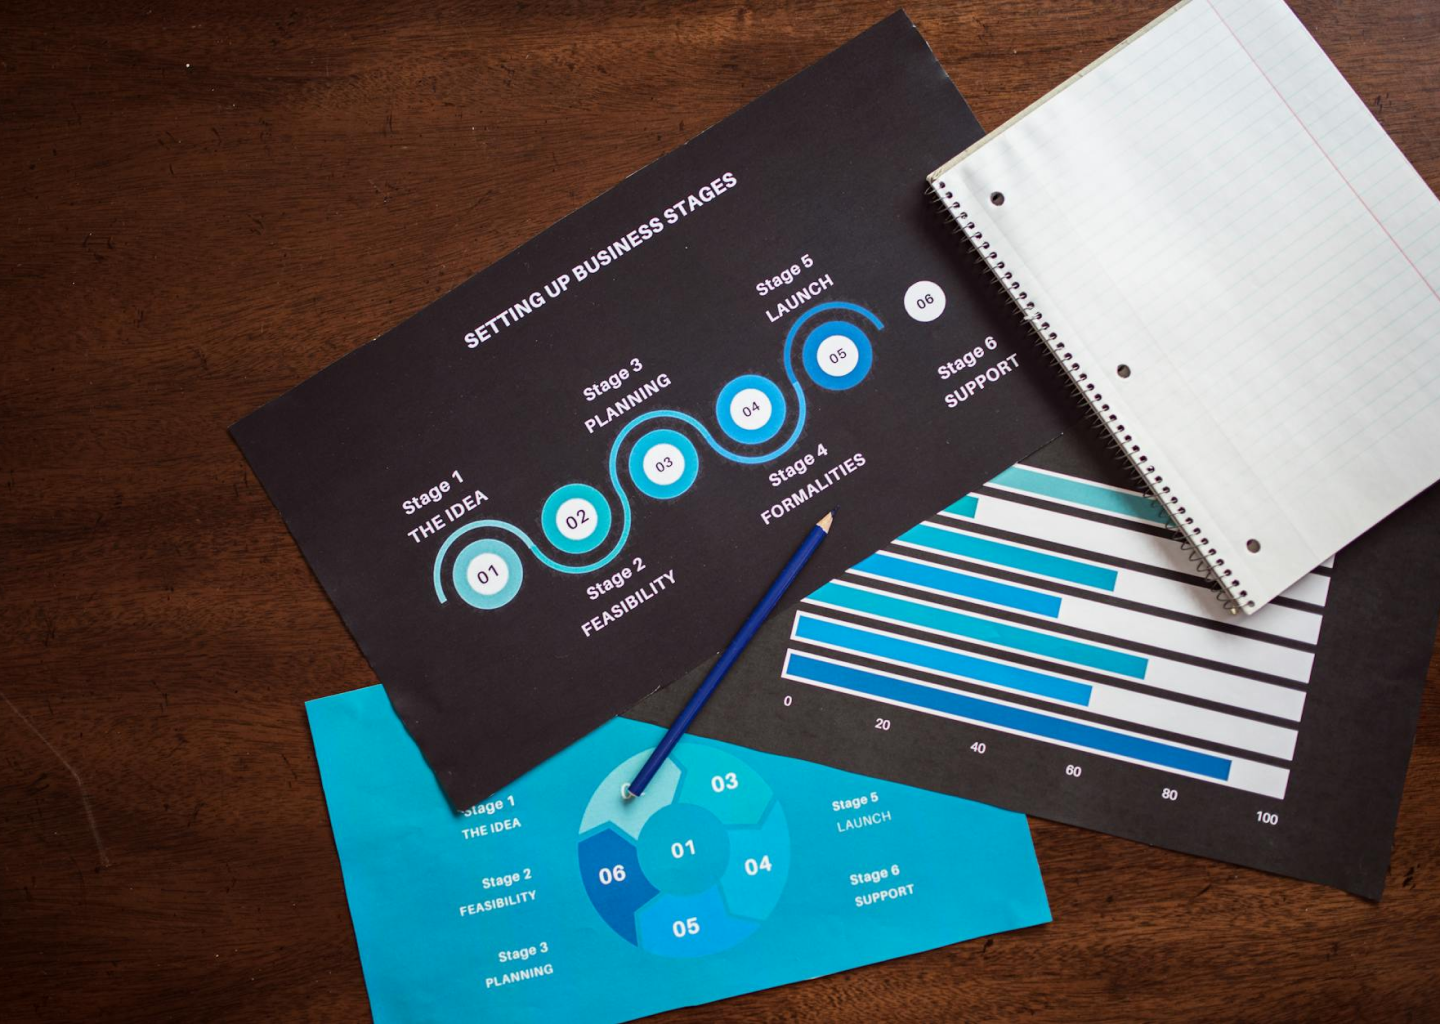 SETTING UP BUSINESS STAGES
Stage 1
THE IDEA
01
02
Stage 2
FEASIBILITY
Stage 3
PLANNING
03
04
Stage 4
FORMALITIES
Stage 5
LAUNCH
05
06
Stage 6
SUPPORT
0
20
40
60
80
100
Stage 1
THE IDEA
Stage 2
FEASIBILITY
Stage 3
PLANNING
03
01
04
06
05
Stage 5
LAUNCH
Stage 6
SUPPORT